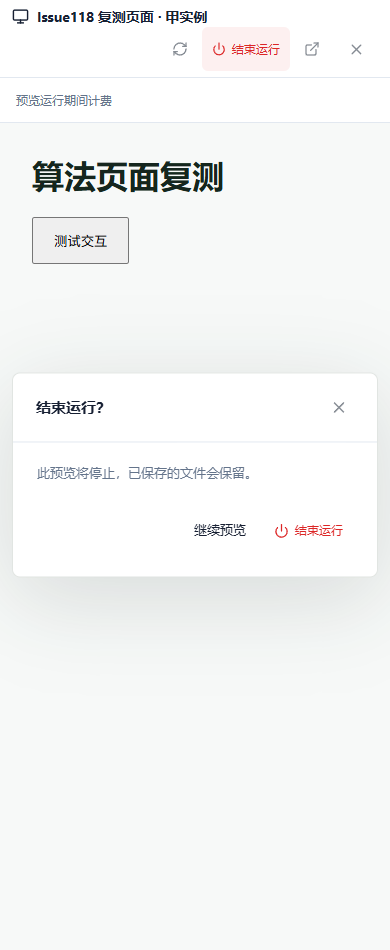 Issue118 复测页面 · 甲实例
结束运行
预览运行期间计费
算法页面复测
测试交互
结束运行？
此预览将停止，已保存的文件会保留。
继续预览 结束运行